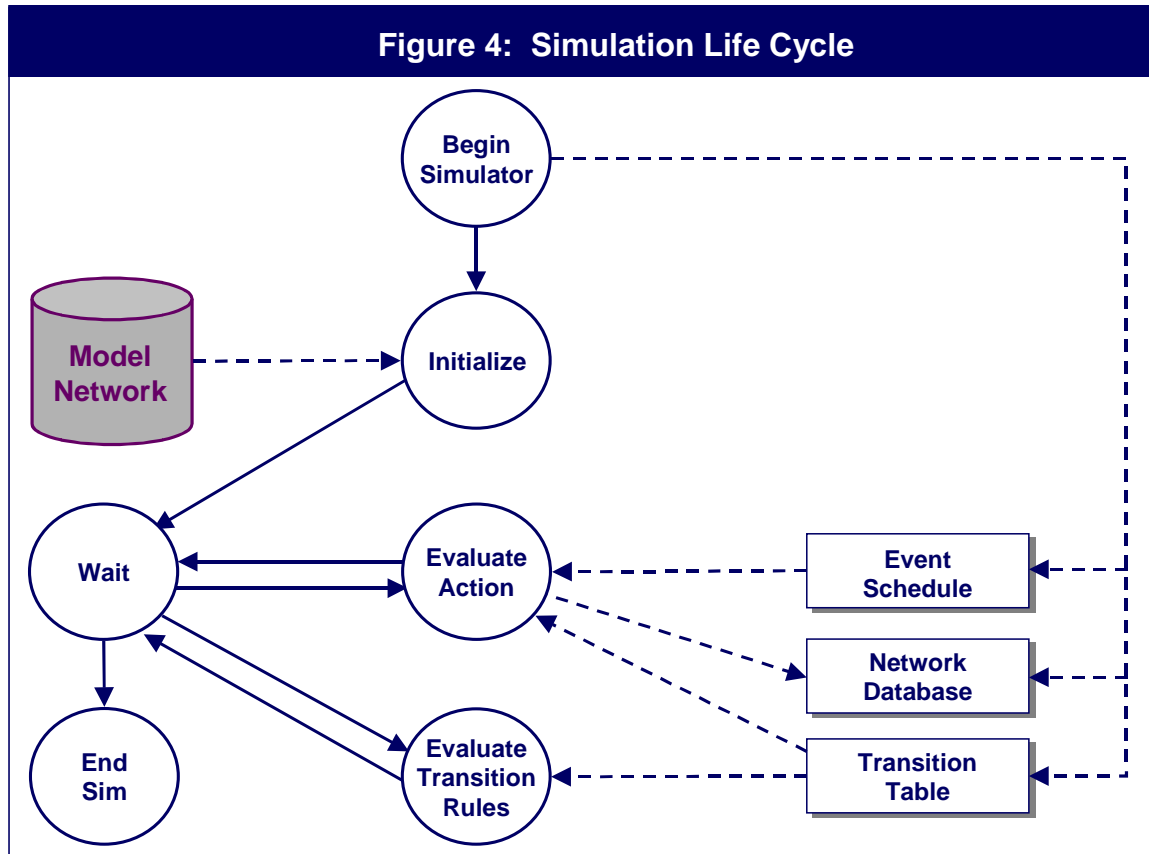 Figure 4: Simulation Life Cycle
Begin
Simulator
Model
Network
Initialize
Wait
Evaluate
Action
Event
Schedule
Network
Database
End
Sim
Evaluate
Transition
Rules
Transition
Table